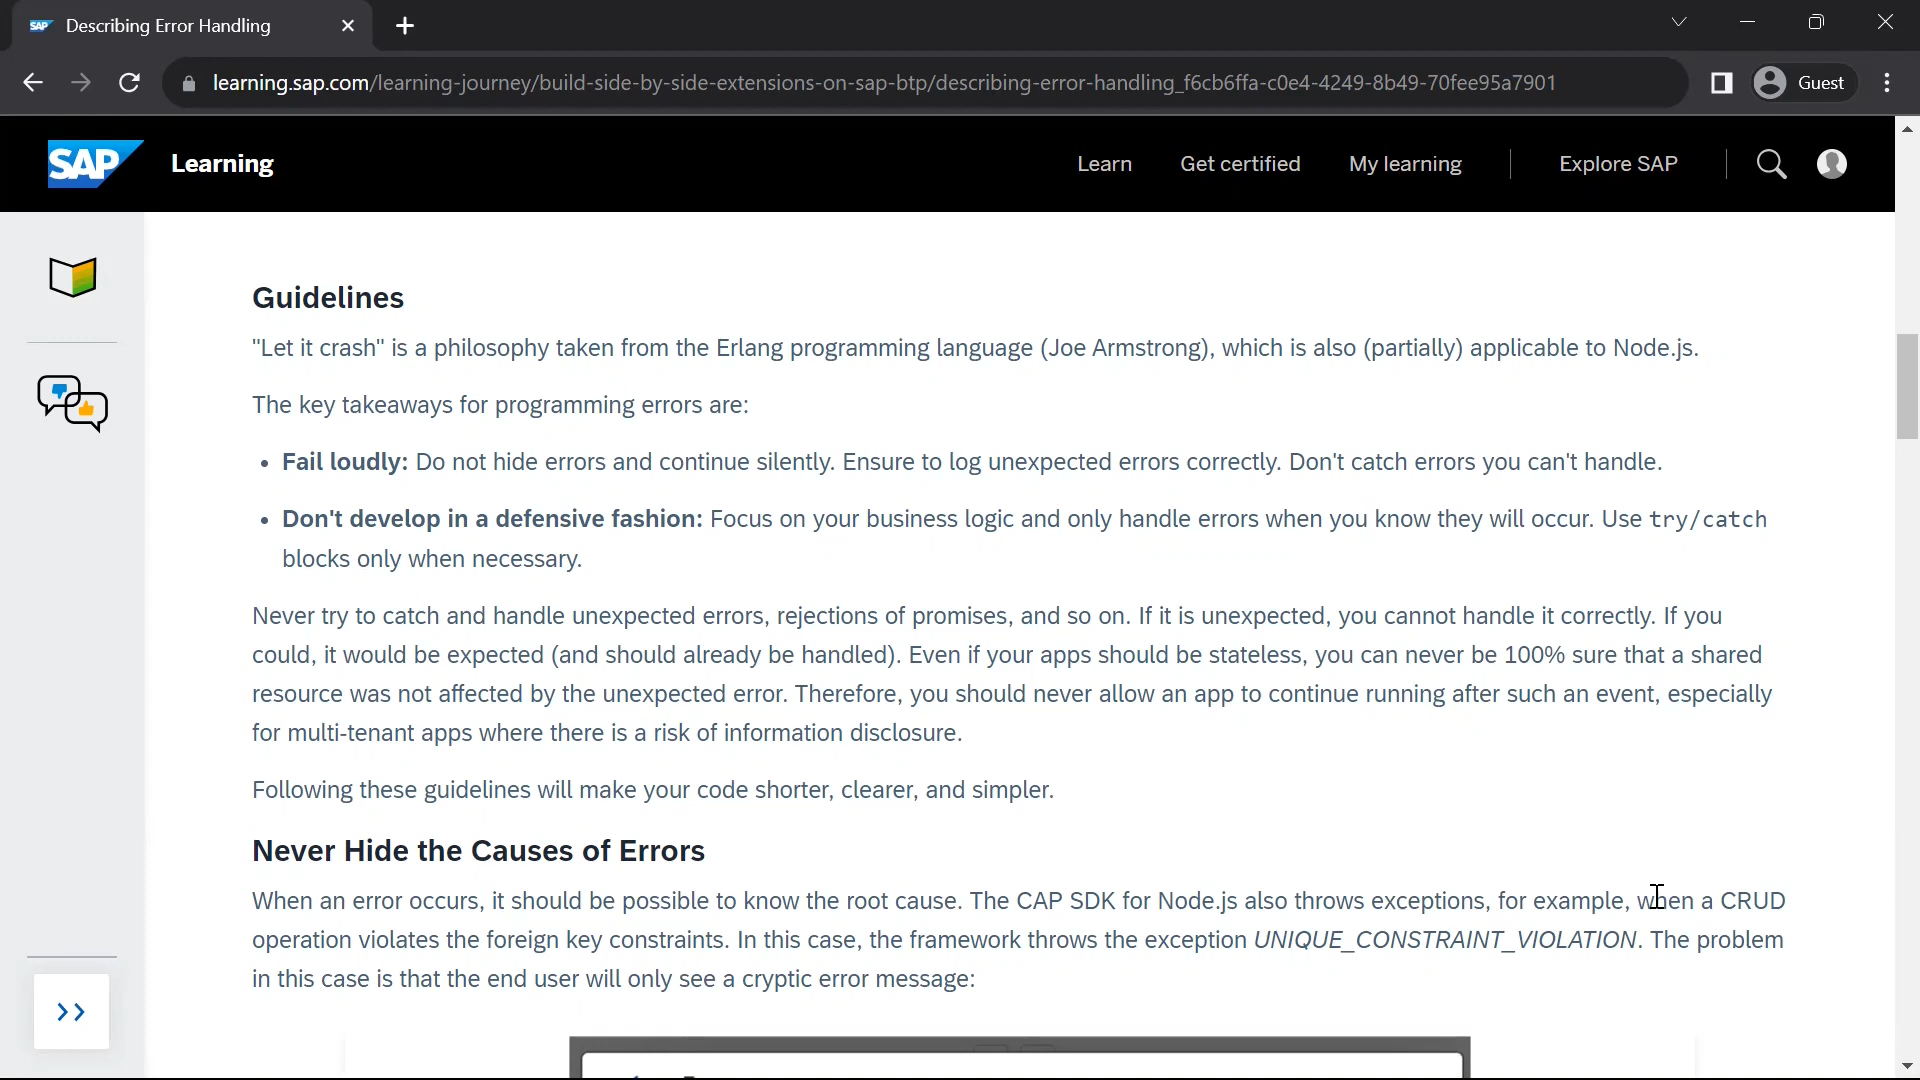 SAP Describing Error Handling
learning.sap.com/learning-journey/build-side-by-side-extensions-on-sap-btp/describing-error-handling_f6cb6ffa-c0e4-4249-8b49-70fee95a7901
Guest
SAP Learning
Learn Get certified My learning Explore SAP
Guidelines
"Let it crash" is a philosophy taken from the Erlang programming language (Joe Armstrong), which is also (partially) applicable to Node.js.
The key takeaways for programming errors are:
• Fail loudly: Do not hide errors and continue silently. Ensure to log unexpected errors correctly. Don't catch errors you can't handle.
• Don't develop in a defensive fashion: Focus on your business logic and only handle errors when you know they will occur. Use try/catch
blocks only when necessary.
Never try to catch and handle unexpected errors, rejections of promises, and so on. If it is unexpected, you cannot handle it correctly. If you
could, it would be expected (and should already be handled). Even if your apps should be stateless, you can never be 100% sure that a shared
resource was not affected by the unexpected error. Therefore, you should never allow an app to continue running after such an event, especially
for multi-tenant apps where there is a risk of information disclosure.
Following these guidelines will make your code shorter, clearer, and simpler.
Never Hide the Causes of Errors
When an error occurs, it should be possible to know the root cause. The CAP SDK for Node.js also throws exceptions, for example, when a CRUD
operation violates the foreign key constraints. In this case, the framework throws the exception UNIQUE_CONSTRAINT_VIOLATION. The problem
in this case is that the end user will only see a cryptic error message: